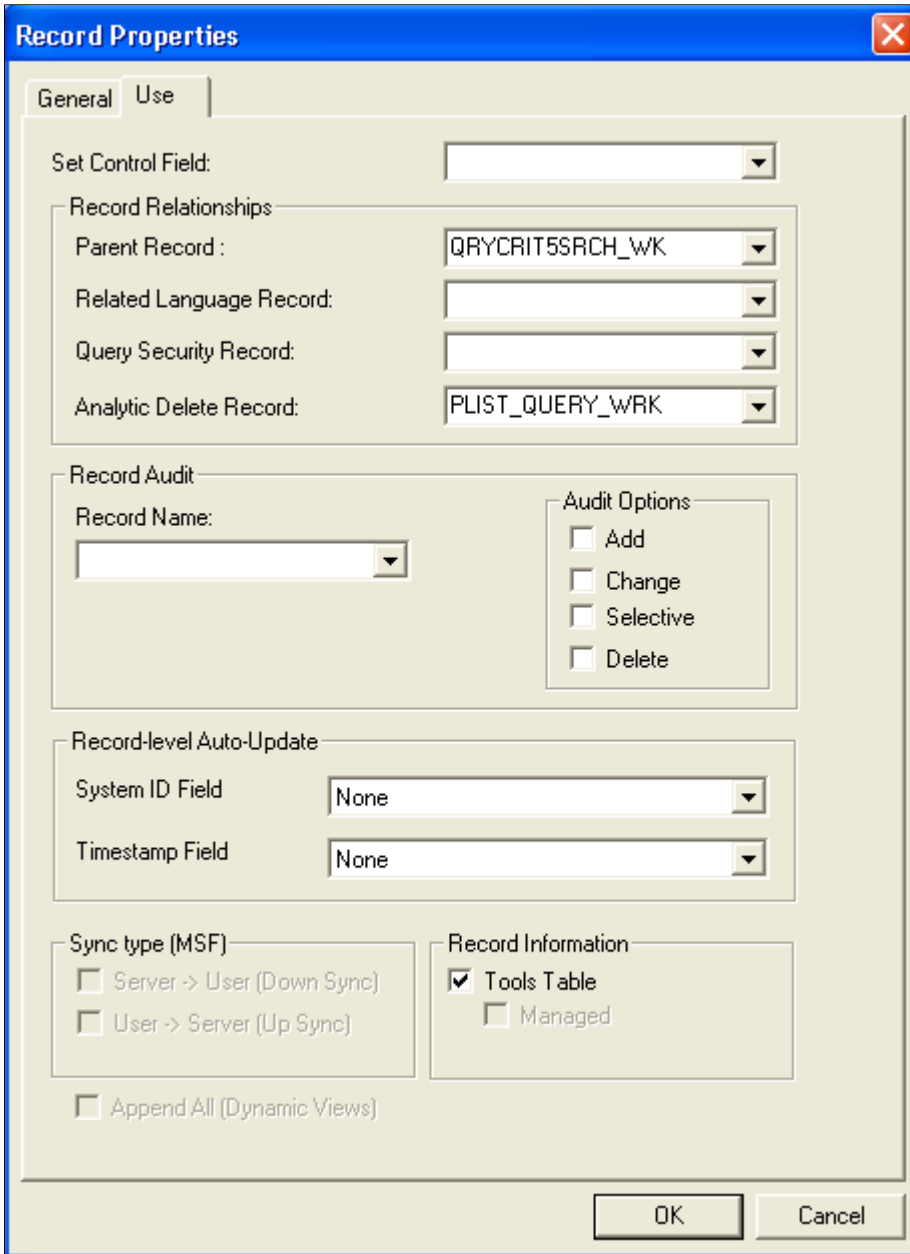 Record Properties
General
Use
Set Control Field:
Record Relationships
Parent Record : QRYCRIT5SRCH_WK
Related Language Record:
Query Security Record:
Analytic Delete Record: PLIST_QUERY_WRK
Record Audit
Record Name:
Audit Options
Add
Change
Selective
Delete
Record-level Auto-Update
System ID Field None
Timestamp Field None
Sync type (MSF)
Server -> User (Down Sync)
User -> Server (Up Sync)
Record Information
Tools Table
Managed
Append All (Dynamic Views)
OK
Cancel